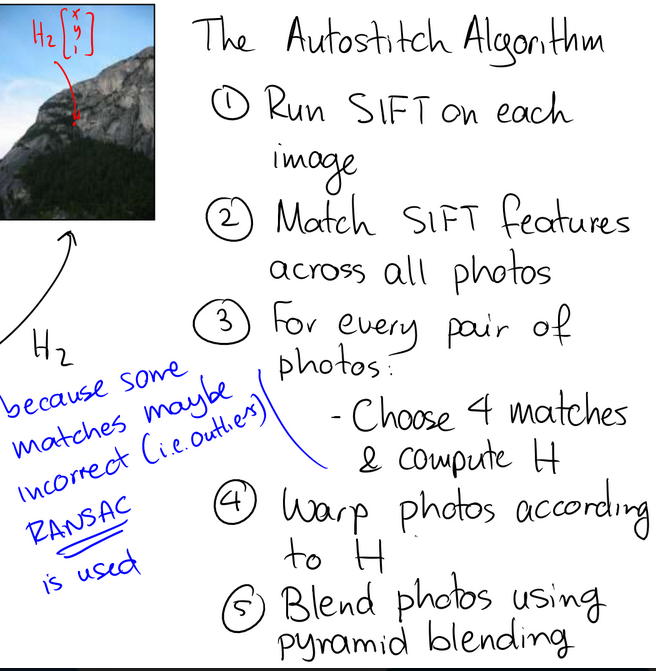 H₂ [x y 1]
The Autostitch Algorithm
① Run SIFT on each
image
② Match SIFT features
across all photos
③ For every pair of
photos:
- Choose 4 matches
& compute H
④ Warp photos according
to H
⑤ Blend photos using
pyramid blending
H₂
because some
matches maybe
incorrect (i.e. outliers)
RANSAC
is used